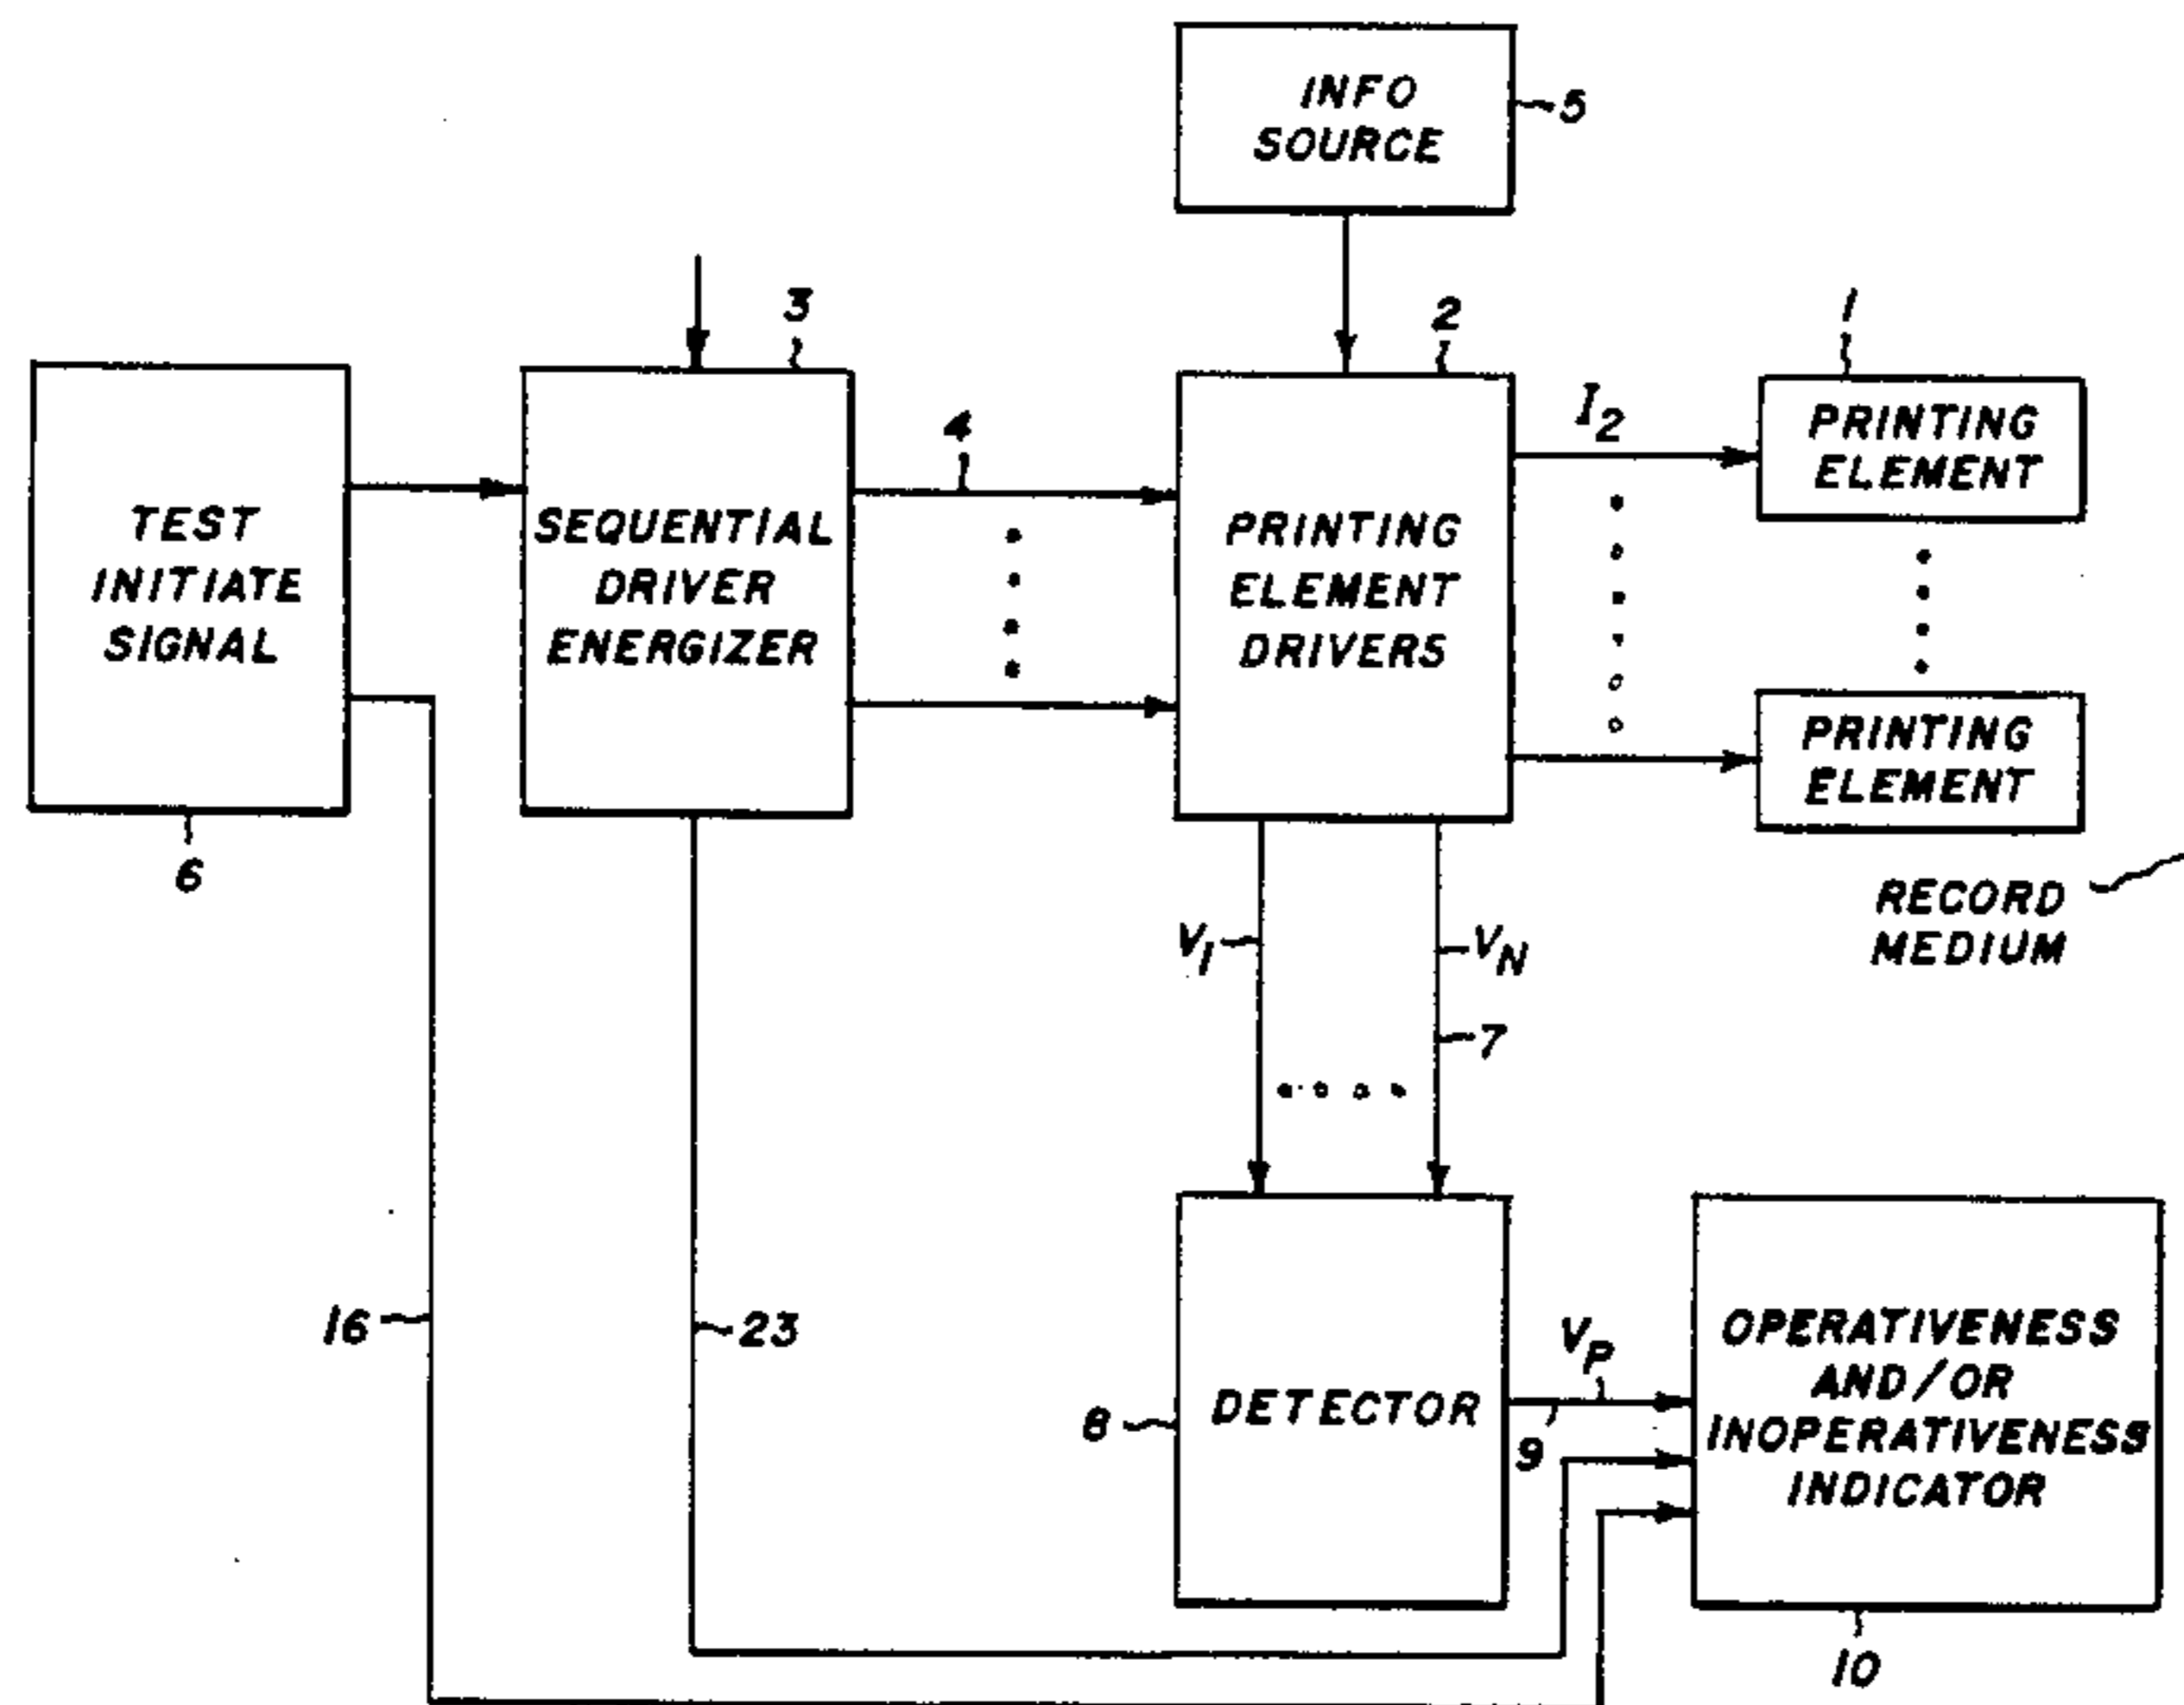 INFO
SOURCE
5
3
2
1
4
I2
TEST
INITIATE
SIGNAL
SEQUENTIAL
DRIVER
ENERGIZER
PRINTING
ELEMENT
DRIVERS
PRINTING
ELEMENT
PRINTING
ELEMENT
6
RECORD
MEDIUM
V1
VN
7
16
23
8
DETECTOR
VP
9
OPERATIVENESS
AND/OR
INOPERATIVENESS
INDICATOR
10